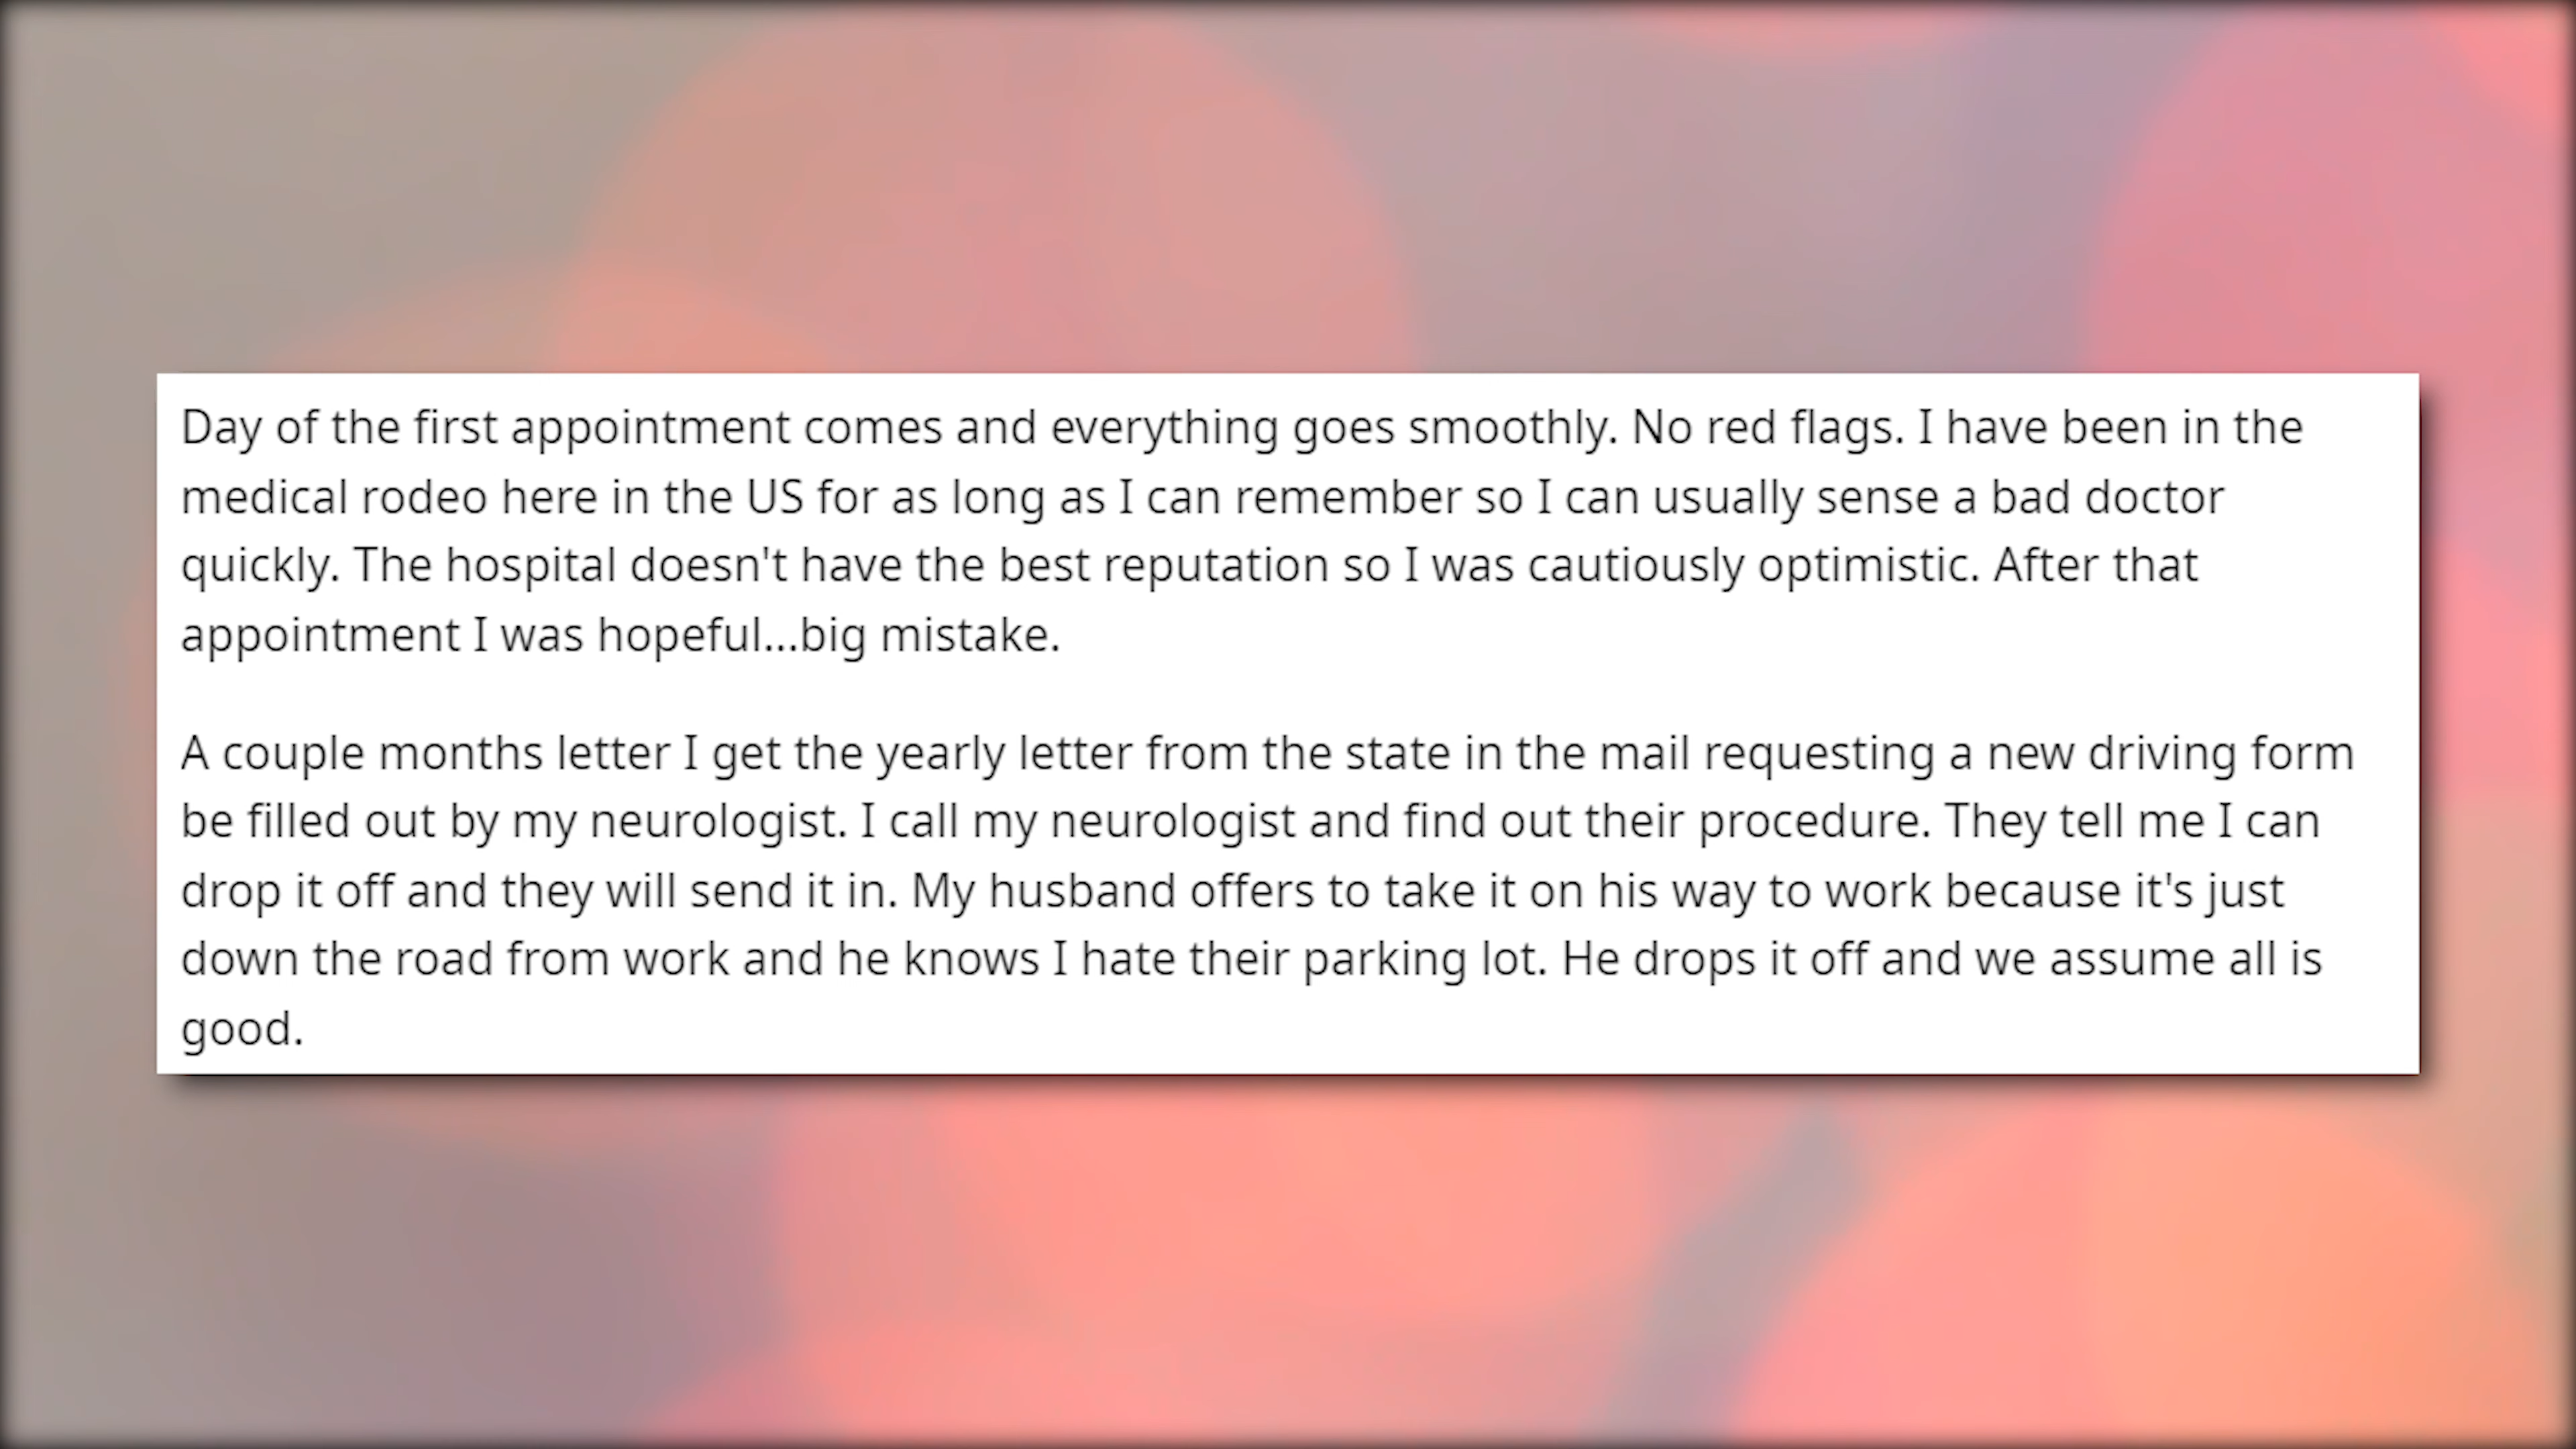 Day of the first appointment comes and everything goes smoothly. No red flags. I have been in the
medical rodeo here in the US for as long as I can remember so I can usually sense a bad doctor
quickly. The hospital doesn't have the best reputation so I was cautiously optimistic. After that
appointment I was hopeful...big mistake.
A couple months letter I get the yearly letter from the state in the mail requesting a new driving form
be filled out by my neurologist. I call my neurologist and find out their procedure. They tell me I can
drop it off and they will send it in. My husband offers to take it on his way to work because it's just
down the road from work and he knows I hate their parking lot. He drops it off and we assume all is
good.